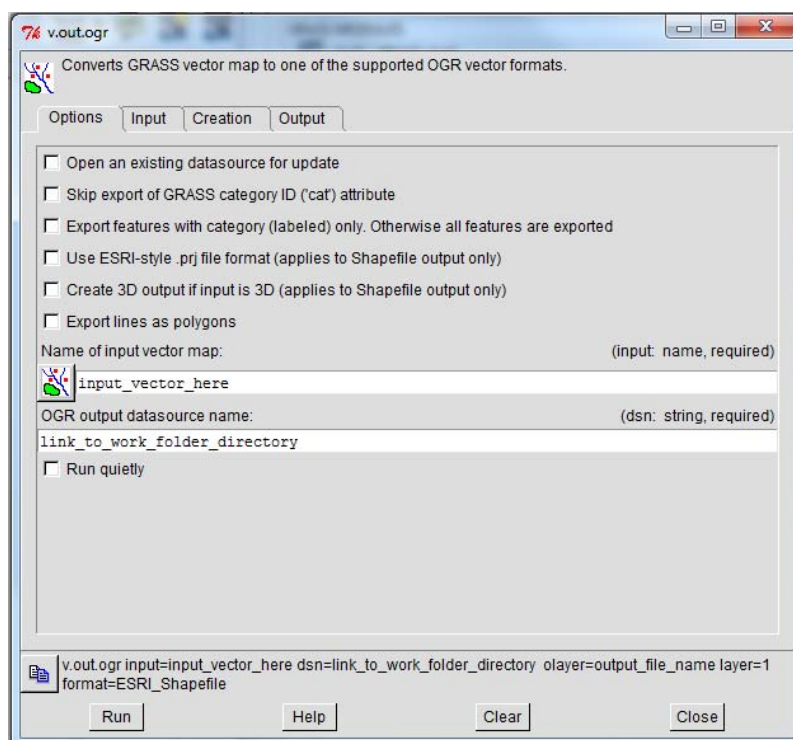 v.out.ogr
Converts GRASS vector map to one of the supported OGR vector formats.
Options Input Creation Output
Open an existing datasource for update
Skip export of GRASS category ID ('cat') attribute
Export features with category (labeled) only. Otherwise all features are exported
Use ESRI-style .prj file format (applies to Shapefile output only)
Create 3D output if input is 3D (applies to Shapefile output only)
Export lines as polygons
Name of input vector map: (input: name, required)
input_vector_here
OGR output datasource name: (dsn: string, required)
link_to_work_folder_directory
Run quietly
v.out.ogr input=input_vector_here dsn=link_to_work_folder_directory olayer=output_file_name layer=1
format=ESRI_Shapefile
Run Help Clear Close